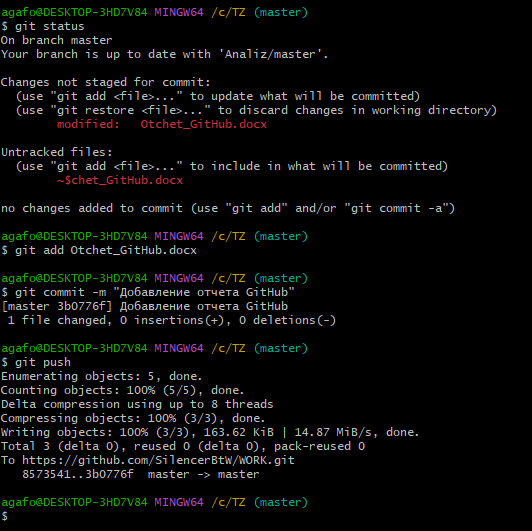 agafo@DESKTOP-3HD7V84 MINGW64 /c/TZ (master)
$ git status
On branch master
Your branch is up to date with 'Analiz/master'.

Changes not staged for commit:
  (use "git add <file>..." to update what will be committed)
  (use "git restore <file>..." to discard changes in working directory)
        modified:   Otchet_GitHub.docx

Untracked files:
  (use "git add <file>..." to include in what will be committed)
        ~$chet_GitHub.docx

no changes added to commit (use "git add" and/or "git commit -a")

agafo@DESKTOP-3HD7V84 MINGW64 /c/TZ (master)
$ git add Otchet_GitHub.docx

agafo@DESKTOP-3HD7V84 MINGW64 /c/TZ (master)
$ git commit -m "Добавление отчета GitHub"
[master 3b0776f] Добавление отчета GitHub
 1 file changed, 0 insertions(+), 0 deletions(-)

agafo@DESKTOP-3HD7V84 MINGW64 /c/TZ (master)
$ git push
Enumerating objects: 5, done.
Counting objects: 100% (5/5), done.
Delta compression using up to 8 threads
Compressing objects: 100% (3/3), done.
Writing objects: 100% (3/3), 163.62 KiB | 14.87 MiB/s, done.
Total 3 (delta 0), reused 0 (delta 0), pack-reused 0
To https://github.com/SilencerBtW/WORK.git
   8573541..3b0776f  master -> master

agafo@DESKTOP-3HD7V84 MINGW64 /c/TZ (master)
$